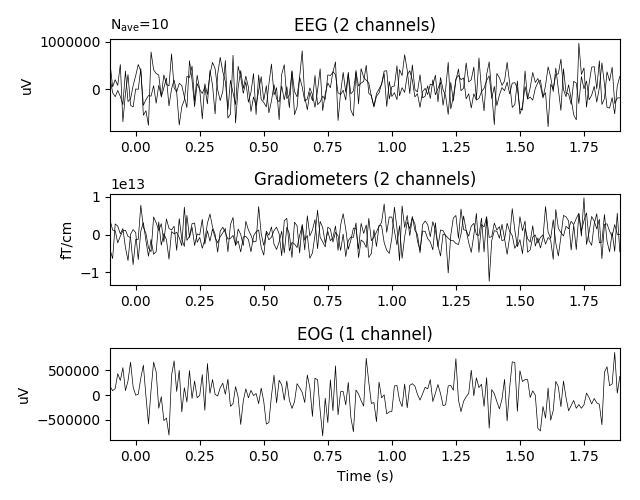 N_ave=10
EEG (2 channels)
1000000
0
uV
0.00 0.25 0.50 0.75 1.00 1.25 1.50 1.75
1e13
Gradiometers (2 channels)
1
0
−1
fT/cm
0.00 0.25 0.50 0.75 1.00 1.25 1.50 1.75
EOG (1 channel)
500000
0
−500000
uV
0.00 0.25 0.50 0.75 1.00 1.25 1.50 1.75
Time (s)